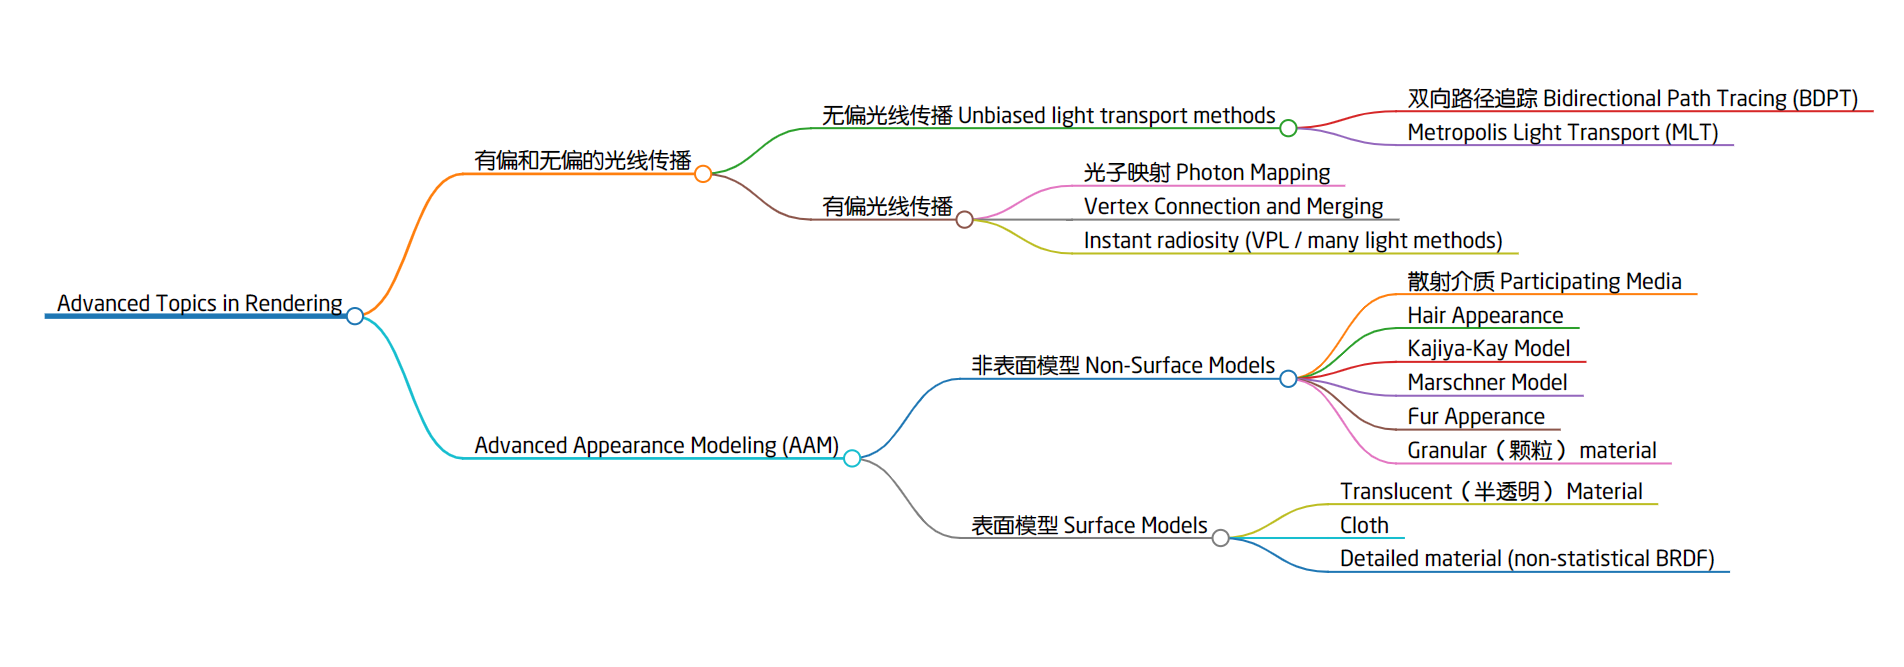 Advanced Topics in Rendering
有偏和无偏的光线传播
无偏光线传播 Unbiased light transport methods
双向路径追踪 Bidirectional Path Tracing (BDPT)
Metropolis Light Transport (MLT)
有偏光线传播
光子映射 Photon Mapping
Vertex Connection and Merging
Instant radiosity (VPL / many light methods)
Advanced Appearance Modeling (AAM)
非表面模型 Non-Surface Models
散射介质 Participating Media
Hair Appearance
Kajiya-Kay Model
Marschner Model
Fur Apperance
Granular（颗粒） material
表面模型 Surface Models
Translucent（半透明） Material
Cloth
Detailed material (non-statistical BRDF)